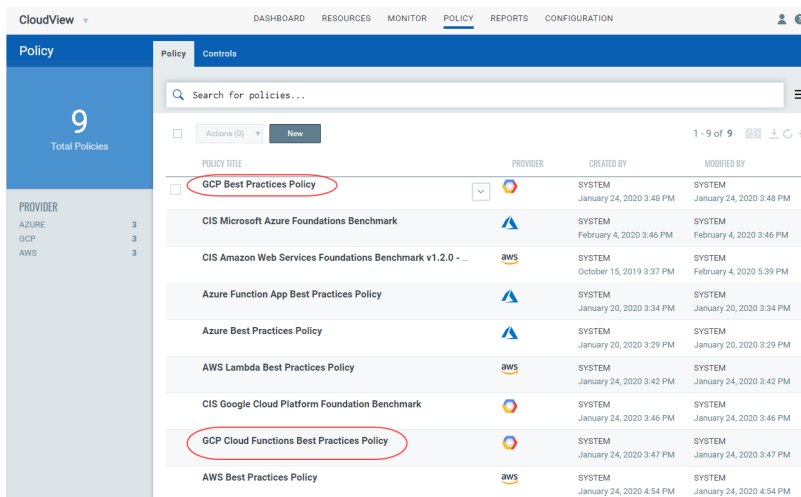 CloudView
DASHBOARD RESOURCES MONITOR POLICY REPORTS CONFIGURATION
Policy
Policy Controls
9
Total Policies
Search for policies...
Actions (0) New
1 - 9 of 9
POLICY TITLE PROVIDER CREATED BY MODIFIED BY
PROVIDER
AZURE 3
GCP 3
AWS 3
GCP Best Practices Policy SYSTEM SYSTEM
January 24, 2020 3:48 PM January 24, 2020 3:48 PM
CIS Microsoft Azure Foundations Benchmark SYSTEM SYSTEM
February 4, 2020 3:46 PM February 4, 2020 3:46 PM
CIS Amazon Web Services Foundations Benchmark v1.2.0 - .. aws SYSTEM SYSTEM
October 15, 2019 3:37 PM February 4, 2020 5:39 PM
Azure Function App Best Practices Policy SYSTEM SYSTEM
January 20, 2020 3:34 PM January 20, 2020 3:34 PM
Azure Best Practices Policy SYSTEM SYSTEM
January 20, 2020 3:29 PM January 20, 2020 3:29 PM
AWS Lambda Best Practices Policy aws SYSTEM SYSTEM
January 24, 2020 3:42 PM January 24, 2020 3:42 PM
CIS Google Cloud Platform Foundation Benchmark SYSTEM SYSTEM
January 24, 2020 3:46 PM January 24, 2020 3:46 PM
GCP Cloud Functions Best Practices Policy SYSTEM SYSTEM
January 24, 2020 3:47 PM January 24, 2020 3:47 PM
AWS Best Practices Policy aws SYSTEM SYSTEM
January 24, 2020 4:54 PM January 24, 2020 4:54 PM